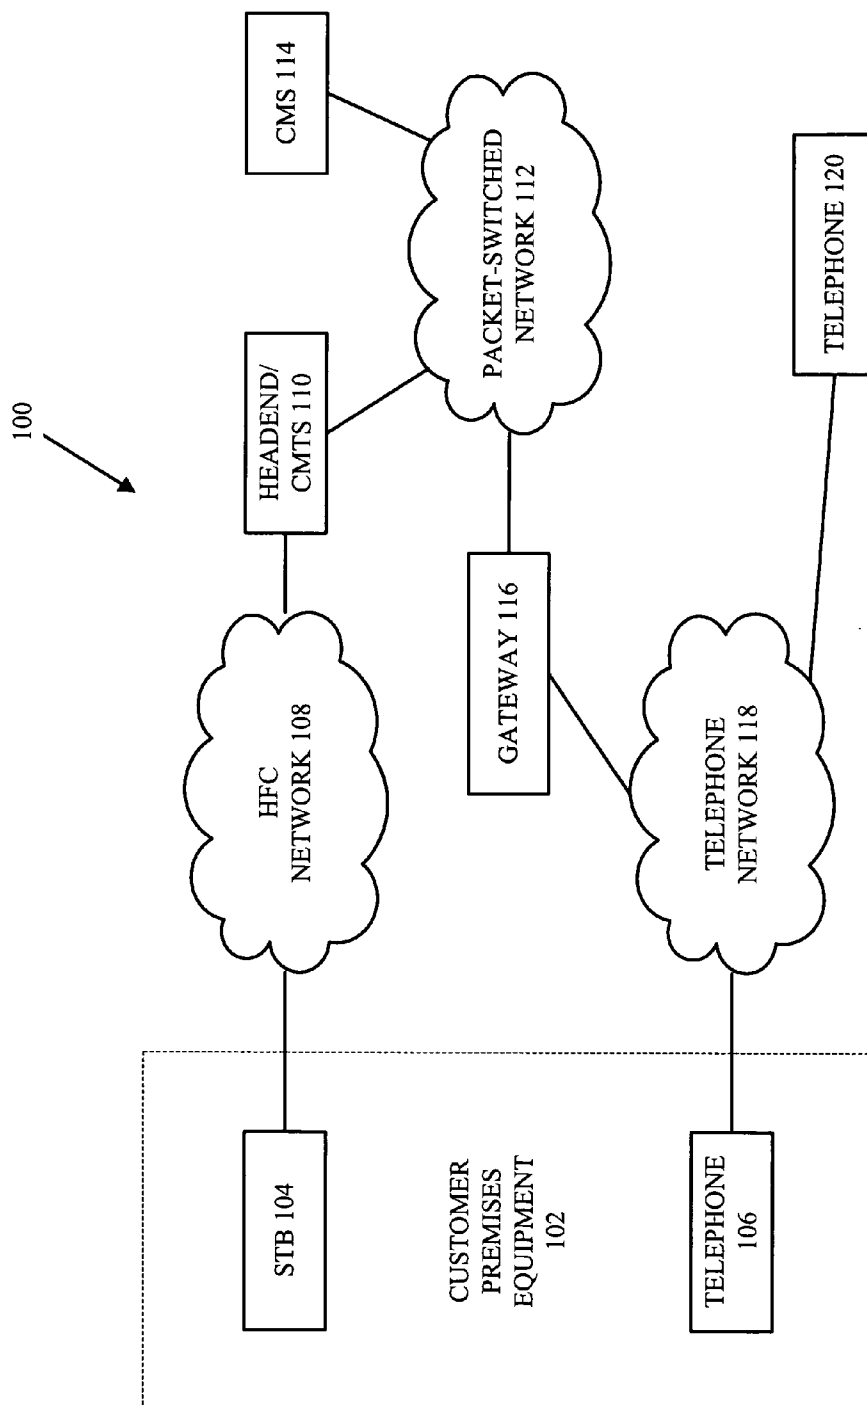 100
CMS 114
HEADEND/
CMTS 110
PACKET-SWITCHED
NETWORK 112
HFC
NETWORK 108
GATEWAY 116
TELEPHONE 120
TELEPHONE
NETWORK 118
STB 104
CUSTOMER
PREMISES
EQUIPMENT
102
TELEPHONE
106